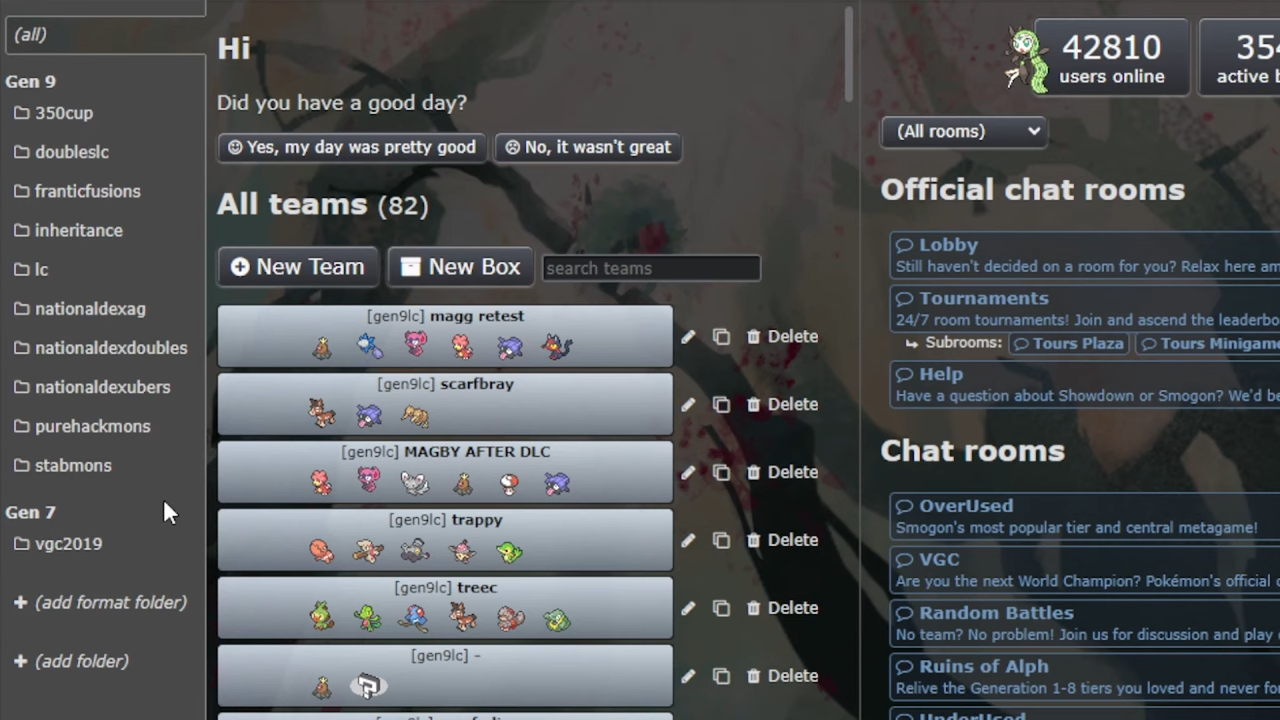 (all)
Gen 9
350cup
doubleslc
franticfusions
inheritance
lc
nationaldexag
nationaldexdoubles
nationaldexubers
purehackmons
stabmons
Gen 7
vgc2019
(add format folder)
(add folder)
Hi
Did you have a good day?
Yes, my day was pretty good No, it wasn't great
All teams (82)
New Team New Box search teams
[gen9lc] magg retest
Delete
[gen9lc] scarfbray
Delete
[gen9lc] MAGBY AFTER DLC
Delete
[gen9lc] trappy
Delete
[gen9lc] treec
Delete
[gen9lc] -
Delete
42810
users online
354
active b
(All rooms)
Official chat rooms
Lobby
Still haven't decided on a room for you? Relax here am
Tournaments
24/7 room tournaments! Join and ascend the leaderbo
Subrooms: Tours Plaza Tours Minigame
Help
Have a question about Showdown or Smogon? We'd be
Chat rooms
OverUsed
Smogon's most popular tier and central metagame!
VGC
Are you the next World Champion? Pokémon's official d
Random Battles
No team? No problem! Join us for discussion and play
Ruins of Alph
Relive the Generation 1-8 tiers you loved and never for
UnderUsed